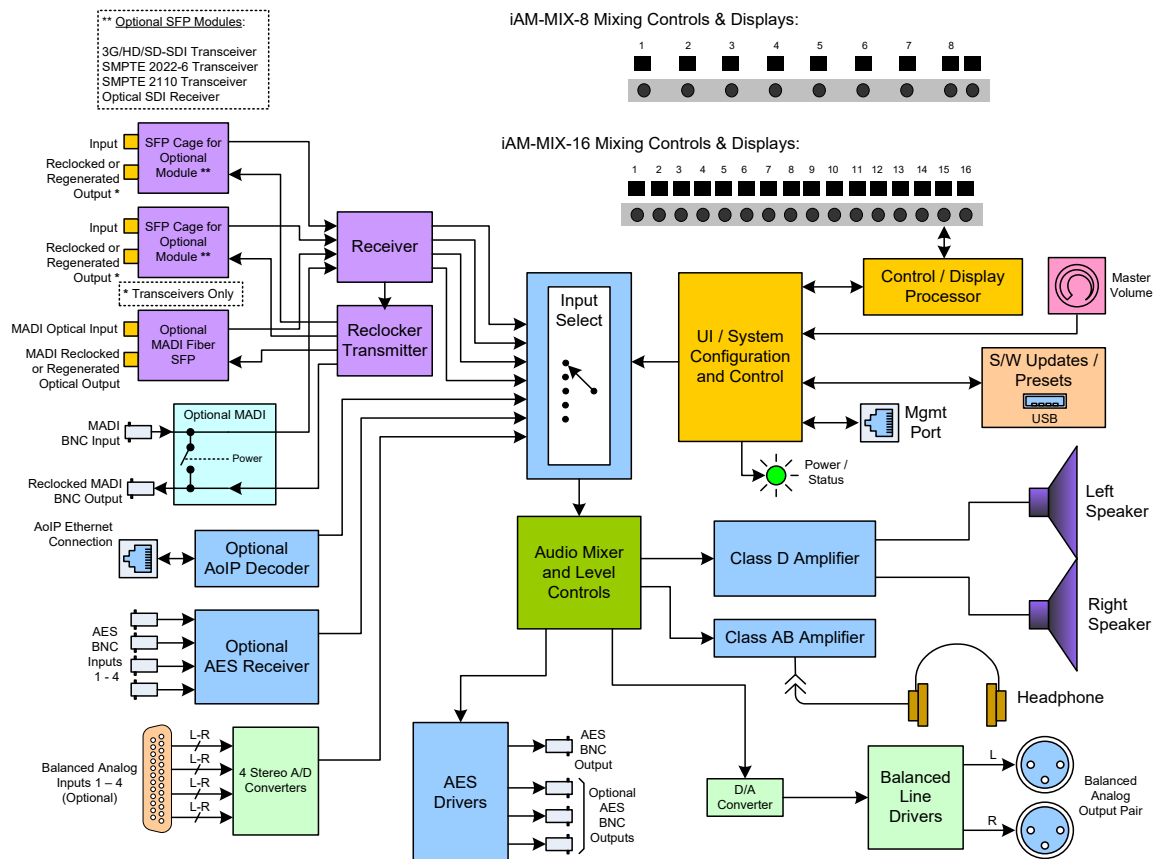 ** Optional SFP Modules:
3G/HD/SD-SDI Transceiver
SMPTE 2022-6 Transceiver
SMPTE 2110 Transceiver
Optical SDI Receiver
iAM-MIX-8 Mixing Controls & Displays:
1 2 3 4 5 6 7 8
iAM-MIX-16 Mixing Controls & Displays:
1 2 3 4 5 6 7 8 9 10 11 12 13 14 15 16
Input
Reclocked or
Regenerated
Output *
SFP Cage for
Optional
Module **
Input
Reclocked or
Regenerated
Output *
SFP Cage for
Optional
Module **
* Transceivers Only
MADI Optical Input
MADI Reclocked
or Regenerated
Optical Output
Optional
MADI Fiber
SFP
Receiver
Reclocker
Transmitter
Optional MADI
MADI
BNC Input
Power
Reclocked MADI
BNC Output
AoIP Ethernet
Connection
Optional
AoIP Decoder
AES
BNC
Inputs
1 - 4
Optional
AES Receiver
Balanced Analog
Inputs 1 – 4
(Optional)
L-R
L-R
L-R
L-R
4 Stereo A/D
Converters
Input
Select
UI / System
Configuration
and Control
Control / Display
Processor
Master
Volume
S/W Updates /
Presets
USB
Mgmt
Port
Power /
Status
Audio Mixer
and Level
Controls
Class D Amplifier
Left
Speaker
Right
Speaker
Class AB Amplifier
Headphone
AES
Drivers
AES
BNC
Output
Optional
AES
BNC
Outputs
D/A
Converter
Balanced
Line
Drivers
L
R
Balanced
Analog
Output Pair